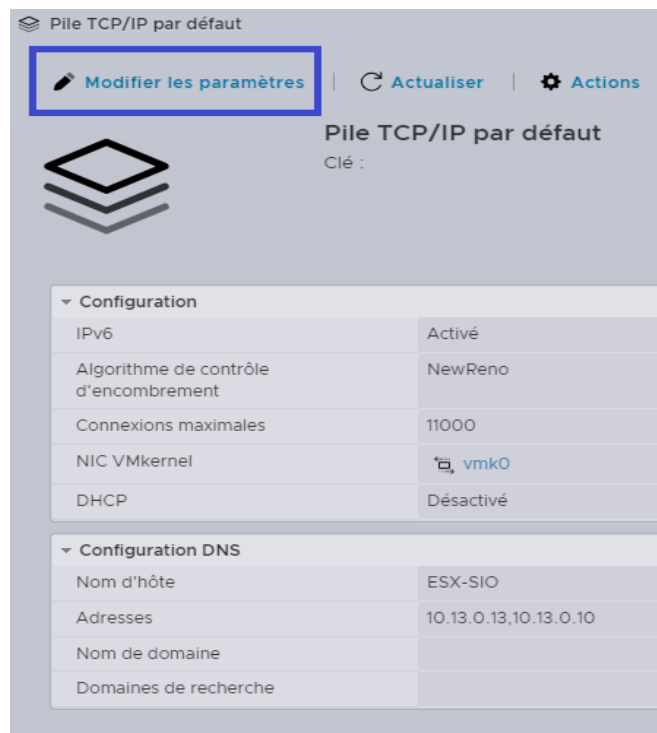 Pile TCP/IP par défaut
Modifier les paramètres | Actualiser | Actions
Pile TCP/IP par défaut
Clé :
Configuration
IPv6 Activé
Algorithme de contrôle NewReno
d'encombrement
Connexions maximales 11000
NIC VMkernel vmk0
DHCP Désactivé
Configuration DNS
Nom d'hôte ESX-SIO
Adresses 10.13.0.13,10.13.0.10
Nom de domaine
Domaines de recherche